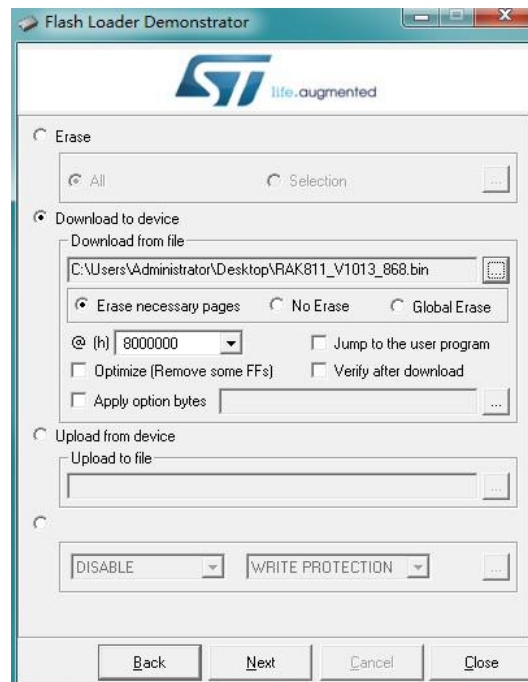 Flash Loader Demonstrator
ST life.augmented
Erase
All Selection ...
Download to device
Download from file
C:\Users\Administrator\Desktop\RAK811_V1013_868.bin ...
Erase necessary pages No Erase Global Erase
@ (h) 8000000 Jump to the user program
Optimize (Remove some FFs) Verify after download
Apply option bytes ...
Upload from device
Upload to file
...
DISABLE WRITE PROTECTION ...
Back Next Cancel Close